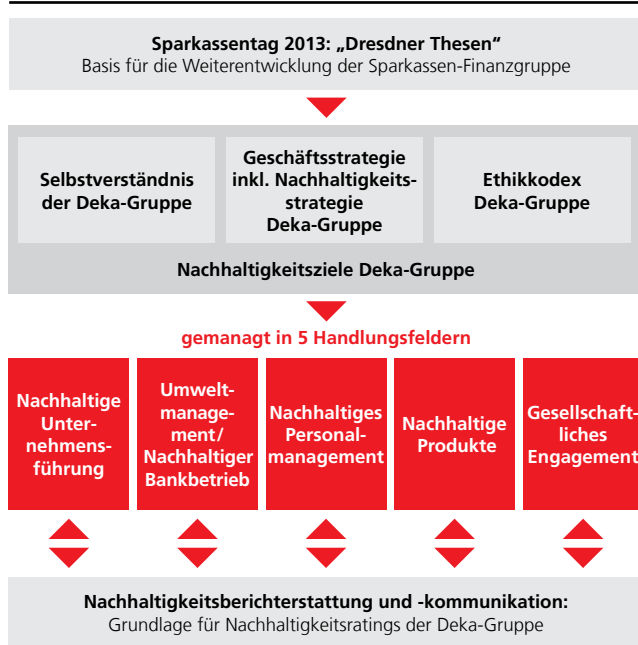 Sparkassentag 2013: „Dresdner Thesen“
Basis für die Weiterentwicklung der Sparkassen-Finanzgruppe
Selbstverständnis
der Deka-Gruppe
Geschäftsstrategie
inkl. Nachhaltigkeits-
strategie
Deka-Gruppe
Ethikkodex
Deka-Gruppe
Nachhaltigkeitsziele Deka-Gruppe
gemanagt in 5 Handlungsfeldern
Nachhaltige
Unter-
nehmens-
führung
Umwelt-
manage-
ment/
Nachhaltiger
Bankbetrieb
Nachhaltiges
Personal-
management
Nachhaltige
Produkte
Gesellschaft-
liches
Engagement
Nachhaltigkeitsberichterstattung und -kommunikation:
Grundlage für Nachhaltigkeitsratings der Deka-Gruppe